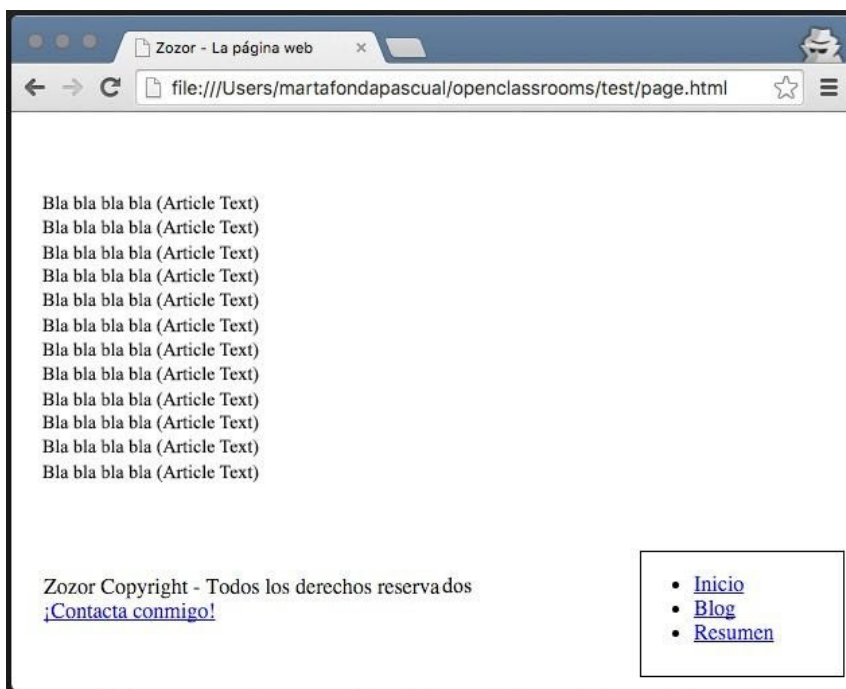 Zozor - La página web
file:///Users/martafondapascual/openclassrooms/test/page.html
Bla bla bla bla (Article Text)
Bla bla bla bla (Article Text)
Bla bla bla bla (Article Text)
Bla bla bla bla (Article Text)
Bla bla bla bla (Article Text)
Bla bla bla bla (Article Text)
Bla bla bla bla (Article Text)
Bla bla bla bla (Article Text)
Bla bla bla bla (Article Text)
Bla bla bla bla (Article Text)
Bla bla bla bla (Article Text)
Bla bla bla bla (Article Text)
Zozor Copyright - Todos los derechos reservados
¡Contacta conmigo!
Inicio
Blog
Resumen